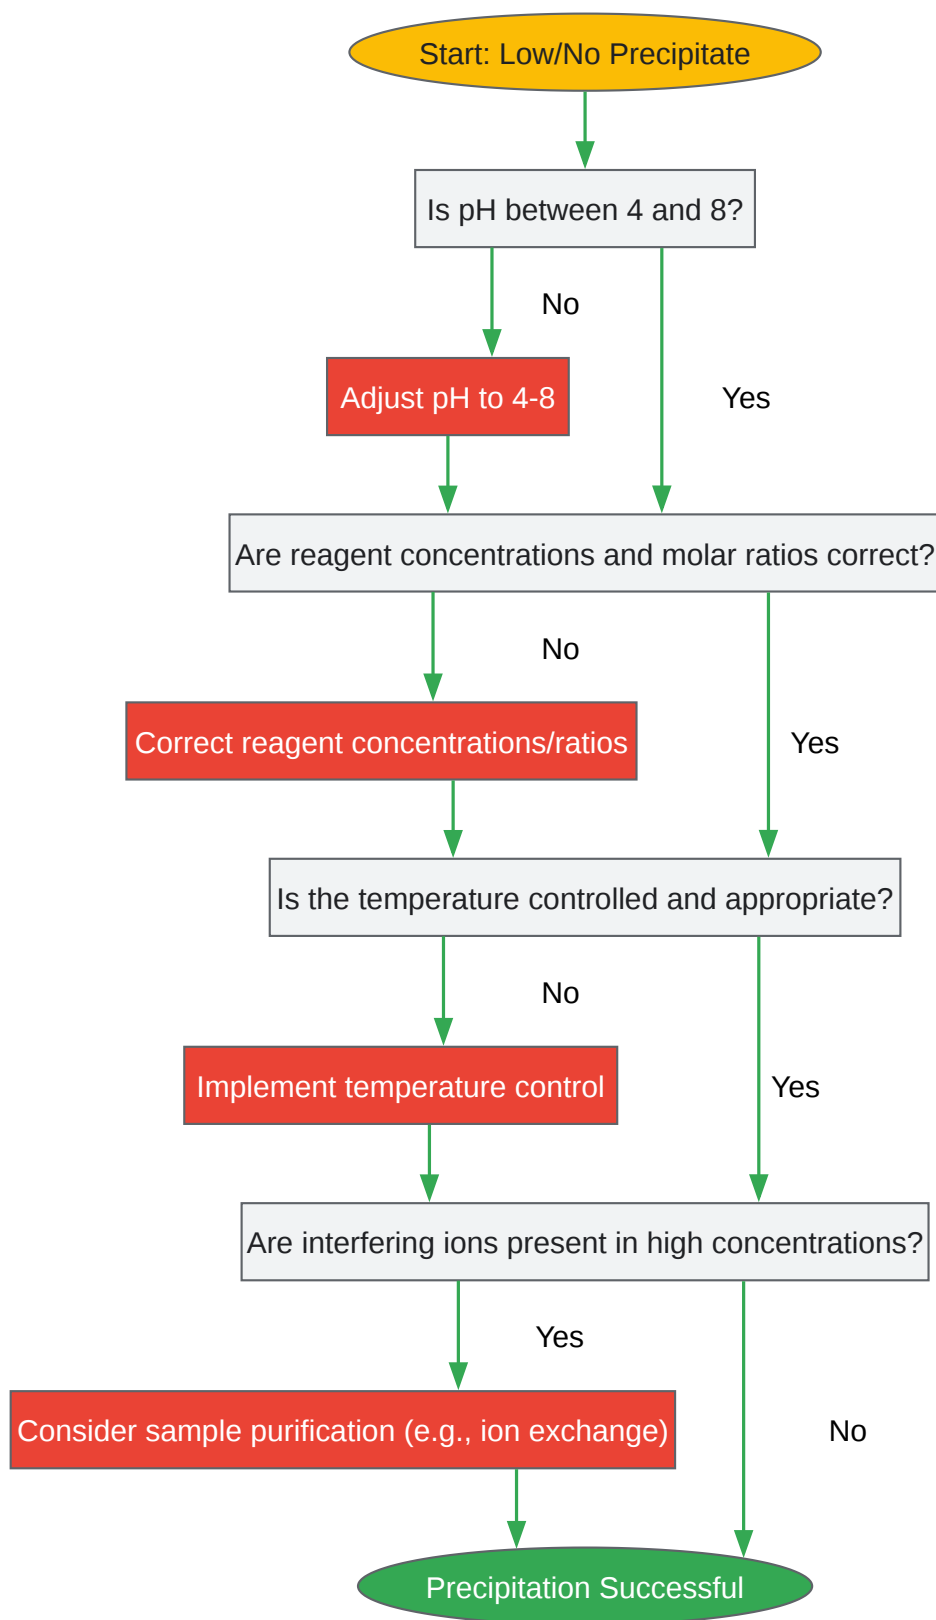 Start: Low/No Precipitate
Is pH between 4 and 8?
No
Adjust pH to 4-8
Yes
Are reagent concentrations and molar ratios correct?
No
Correct reagent concentrations/ratios
Yes
Is the temperature controlled and appropriate?
No
Implement temperature control
Yes
Are interfering ions present in high concentrations?
Yes
Consider sample purification (e.g., ion exchange)
No
Precipitation Successful